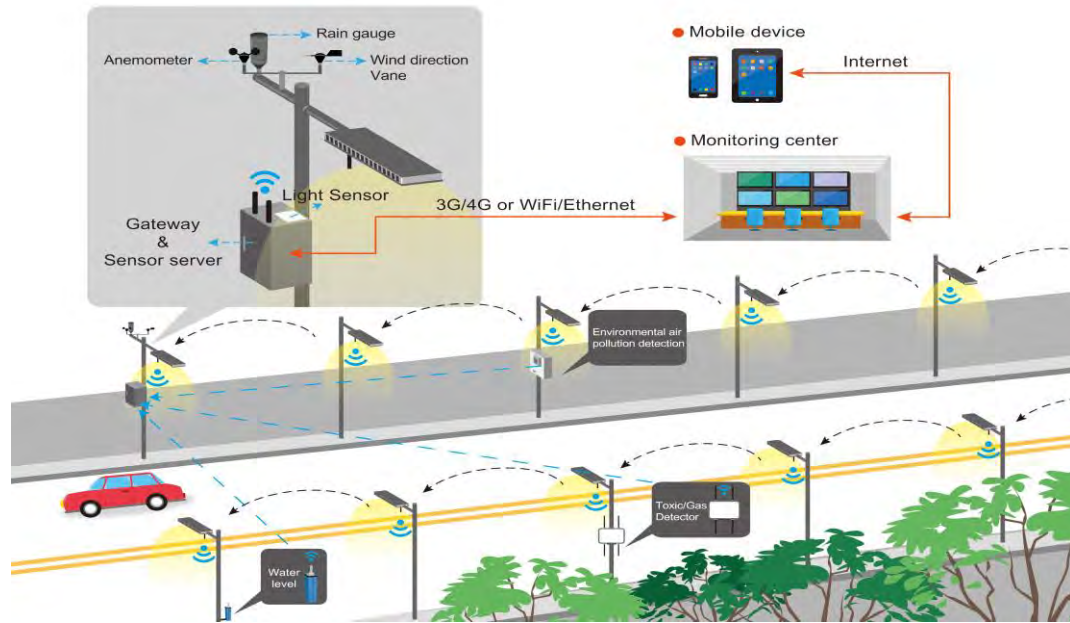 Rain gauge
Anemometer
Wind direction
Vane
Light Sensor
Gateway
&
Sensor server
Mobile device
Internet
Monitoring center
3G/4G or WiFi/Ethernet
Environmental air
pollution detection
Toxic/Gas
Detector
Water
level